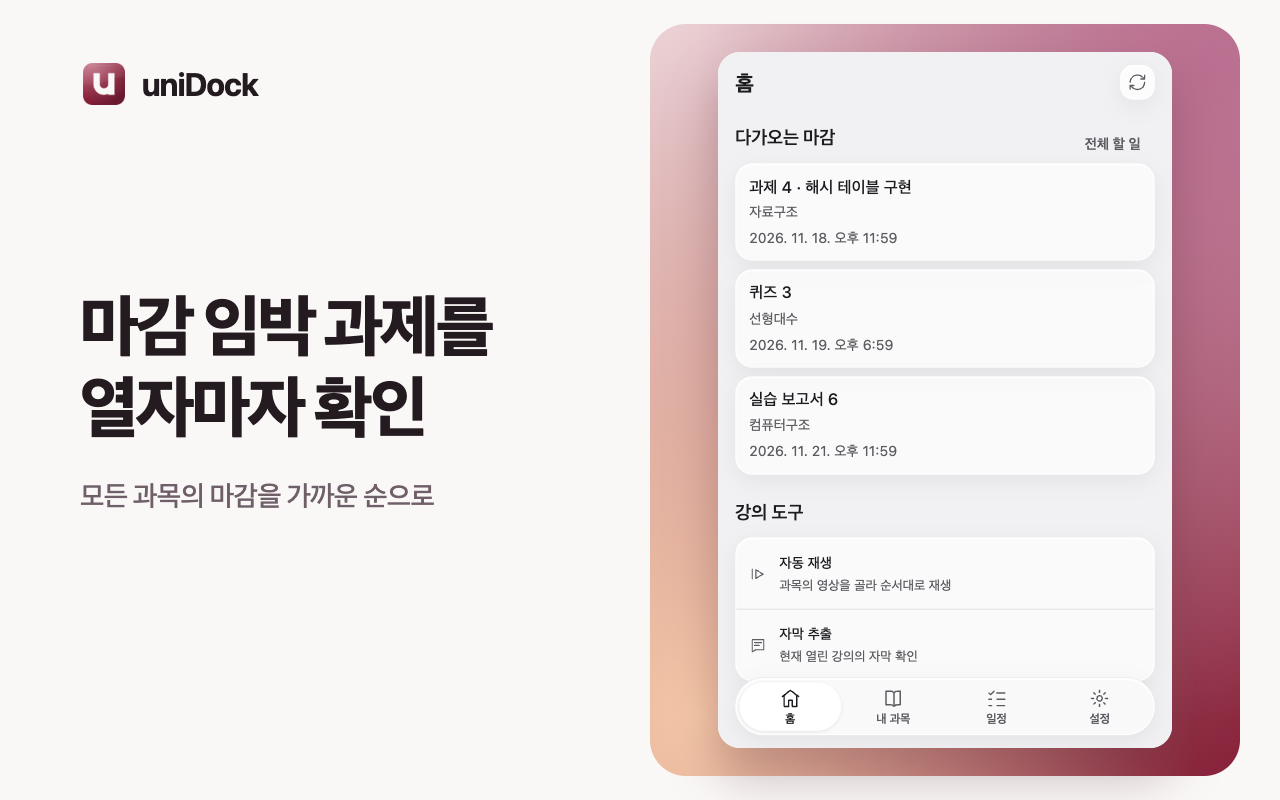 uniDock
마감 임박 과제를
열자마자 확인
모든 과목의 마감을 가까운 순으로
홈
다가오는 마감
전체 할 일
과제 4 · 해시 테이블 구현
자료구조
2026. 11. 18. 오후 11:59
퀴즈 3
선형대수
2026. 11. 19. 오후 6:59
실습 보고서 6
컴퓨터구조
2026. 11. 21. 오후 11:59
강의 도구
자동 재생
과목의 영상을 골라 순서대로 재생
자막 추출
현재 열린 강의의 자막 확인
홈
내 과목
일정
설정